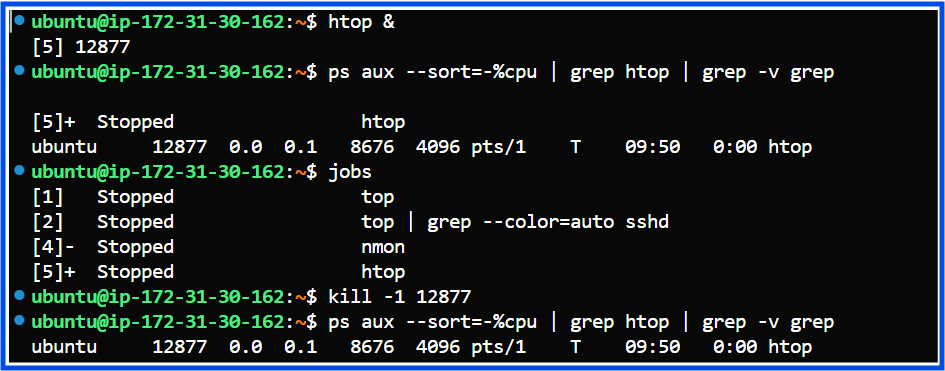 ubuntu@ip-172-31-30-162:~$ htop &
[5] 12877
ubuntu@ip-172-31-30-162:~$ ps aux --sort=-%cpu | grep htop | grep -v grep
[5]+  Stopped                 htop
ubuntu     12877  0.0  0.1   8676  4096 pts/1    T    09:50   0:00 htop
ubuntu@ip-172-31-30-162:~$ jobs
[1]   Stopped                 top
[2]   Stopped                 top | grep --color=auto sshd
[4]-  Stopped                 nmon
[5]+  Stopped                 htop
ubuntu@ip-172-31-30-162:~$ kill -1 12877
ubuntu@ip-172-31-30-162:~$ ps aux --sort=-%cpu | grep htop | grep -v grep
ubuntu     12877  0.0  0.1   8676  4096 pts/1    T    09:50   0:00 htop